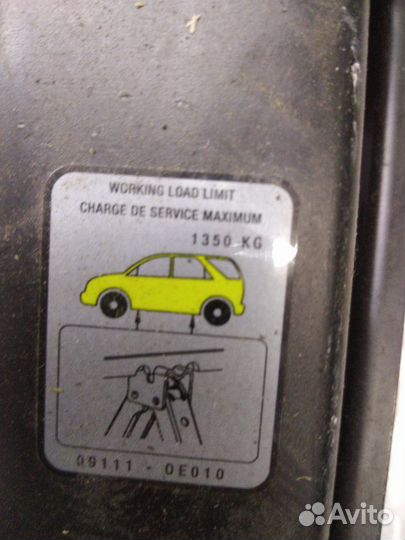 WORKING LOAD LIMIT
CHARGE DE SERVICE MAXIMUM
1350 KG
09111 - 0E010
Avito